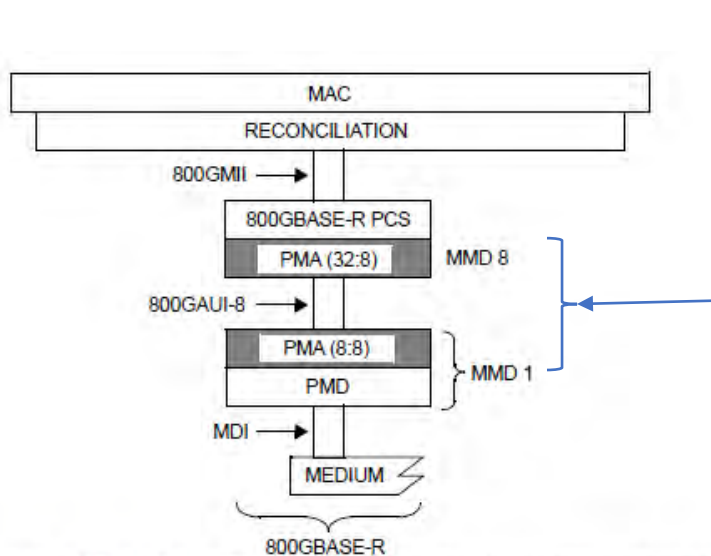 MAC
RECONCILIATION
800GMII
800GBASE-R PCS
PMA (32:8)
MMD 8
800GAUI-8
PMA (8:8)
MMD 1
PMD
MDI
MEDIUM
800GBASE-R